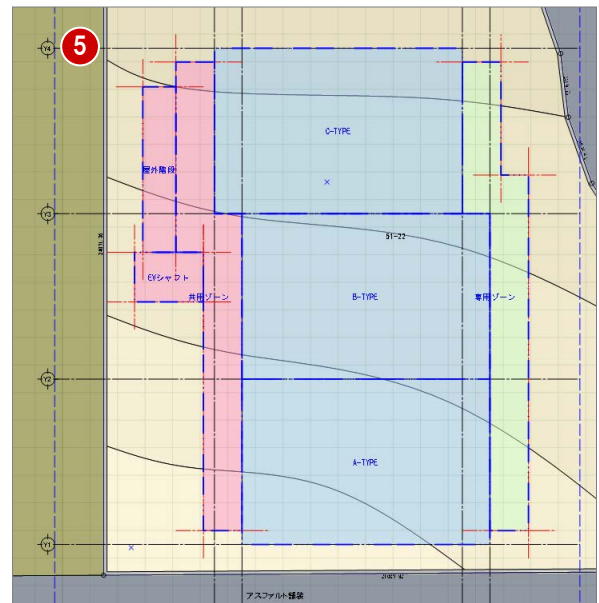 5
Y4
C-TYPE
屋外階段
Y3
51-22
EVシャフト
共用ゾーン
B-TYPE
専用ゾーン
Y2
A-TYPE
Y1
アスファルト舗装